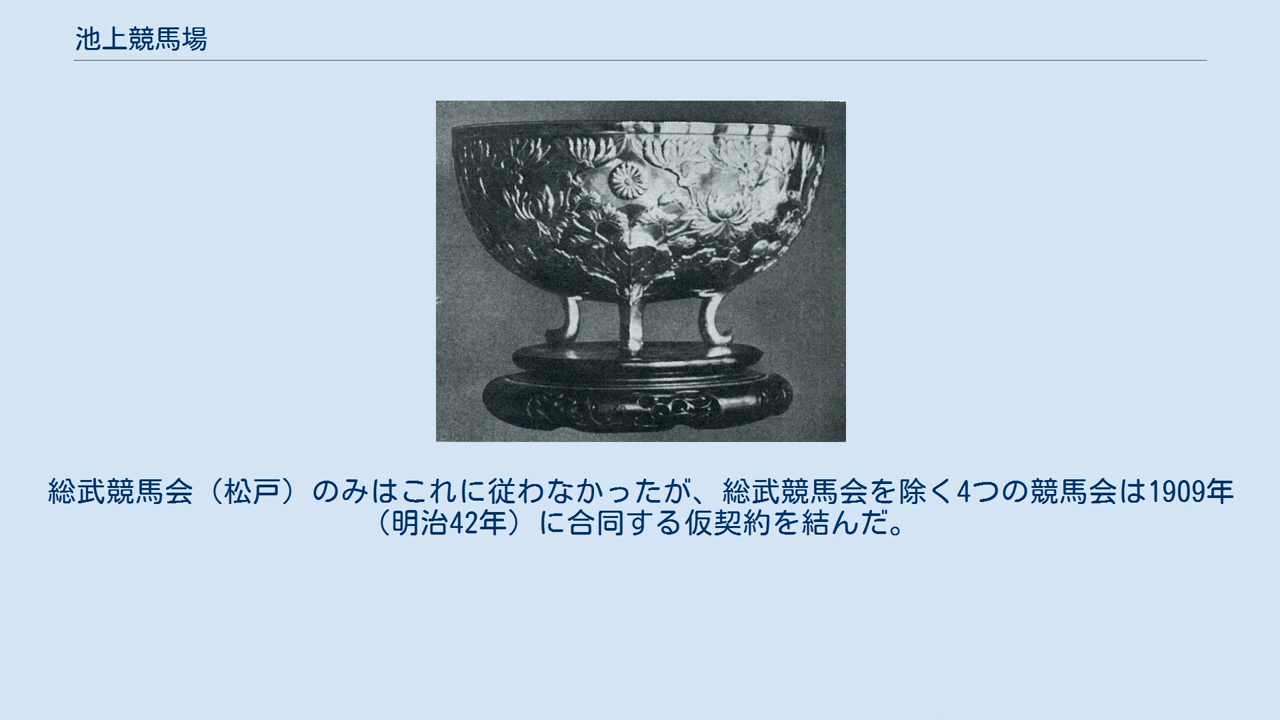 池上競馬場
総武競馬会（松戸）のみはこれに従わなかったが、総武競馬会を除く4つの競馬会は1909年
（明治42年）に合同する仮契約を結んだ。